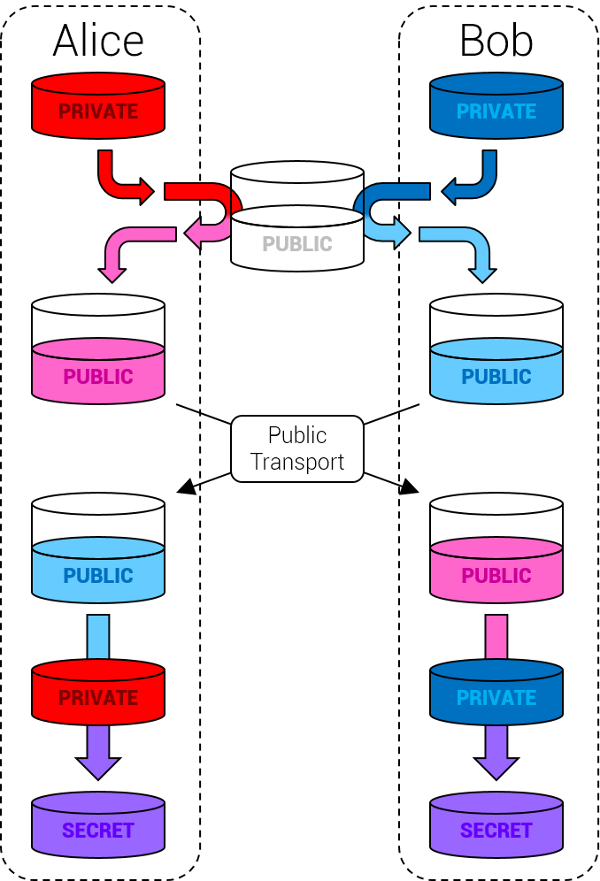 Alice
Bob
PRIVATE
PRIVATE
PUBLIC
PUBLIC
PUBLIC
Public
Transport
PUBLIC
PUBLIC
PRIVATE
PRIVATE
SECRET
SECRET